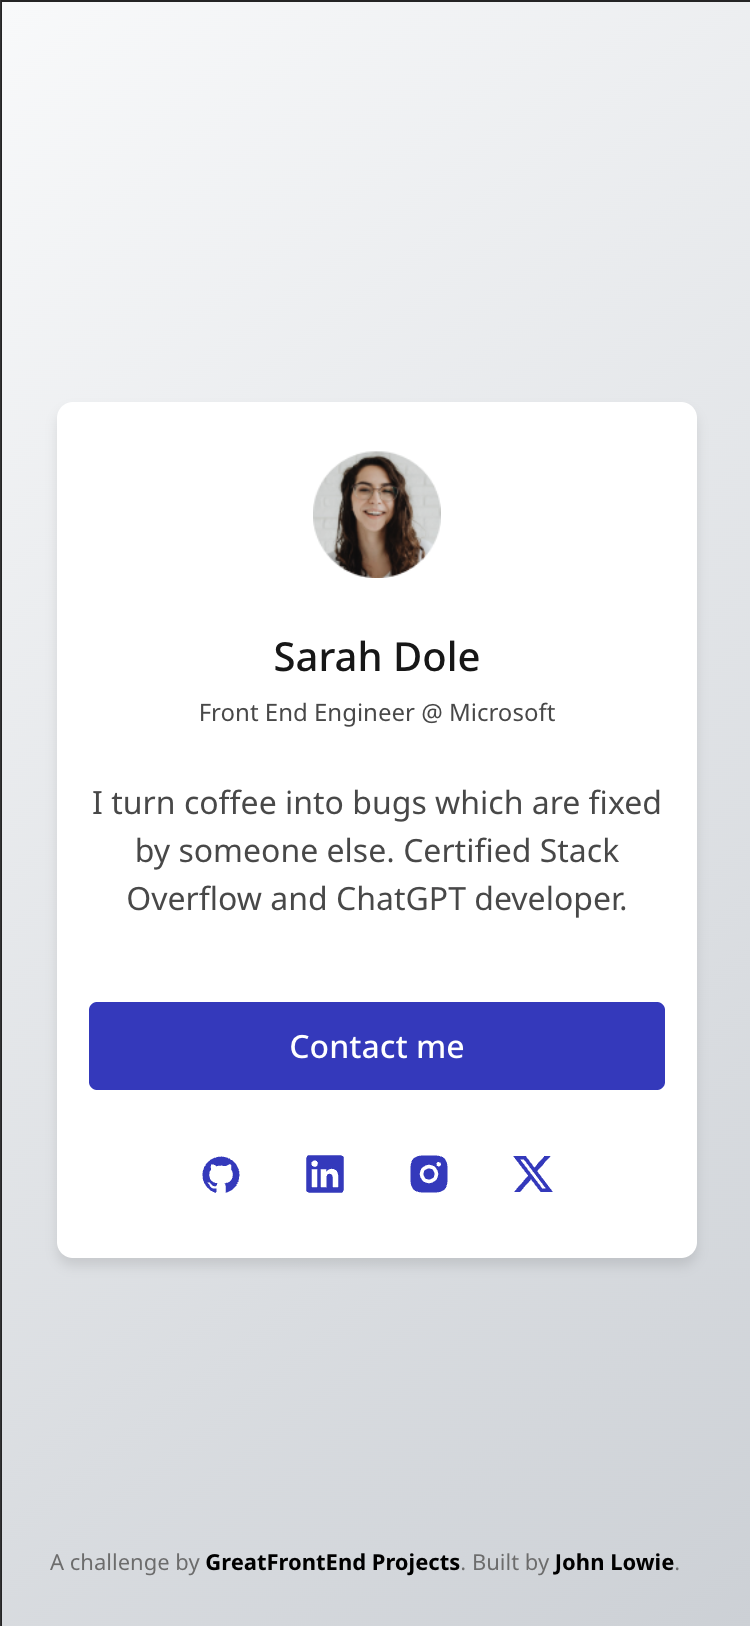 Sarah Dole
Front End Engineer @ Microsoft
I turn coffee into bugs which are fixed
by someone else. Certified Stack
Overflow and ChatGPT developer.
Contact me
in
A challenge by GreatFrontEnd Projects. Built by John Lowie.